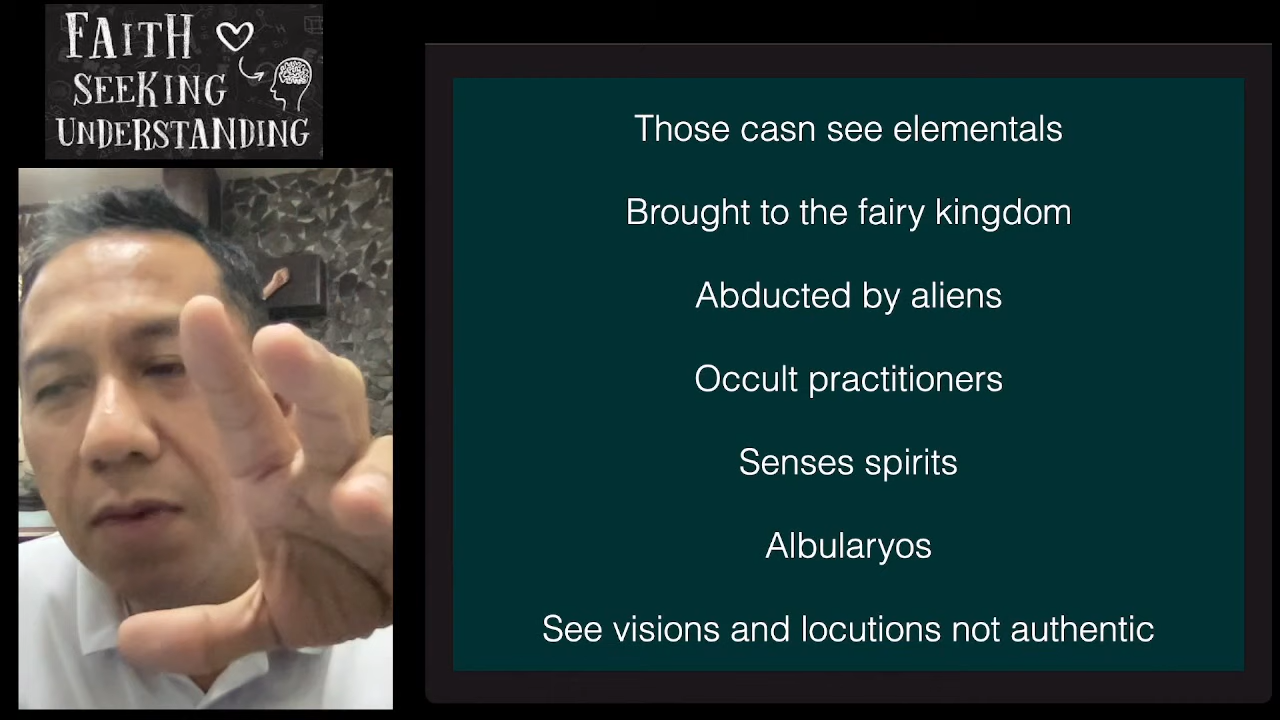 FAITH
SEEKING
UNDERSTANDING
Those casn see elementals
Brought to the fairy kingdom
Abducted by aliens
Occult practitioners
Senses spirits
Albularyos
See visions and locutions not authentic